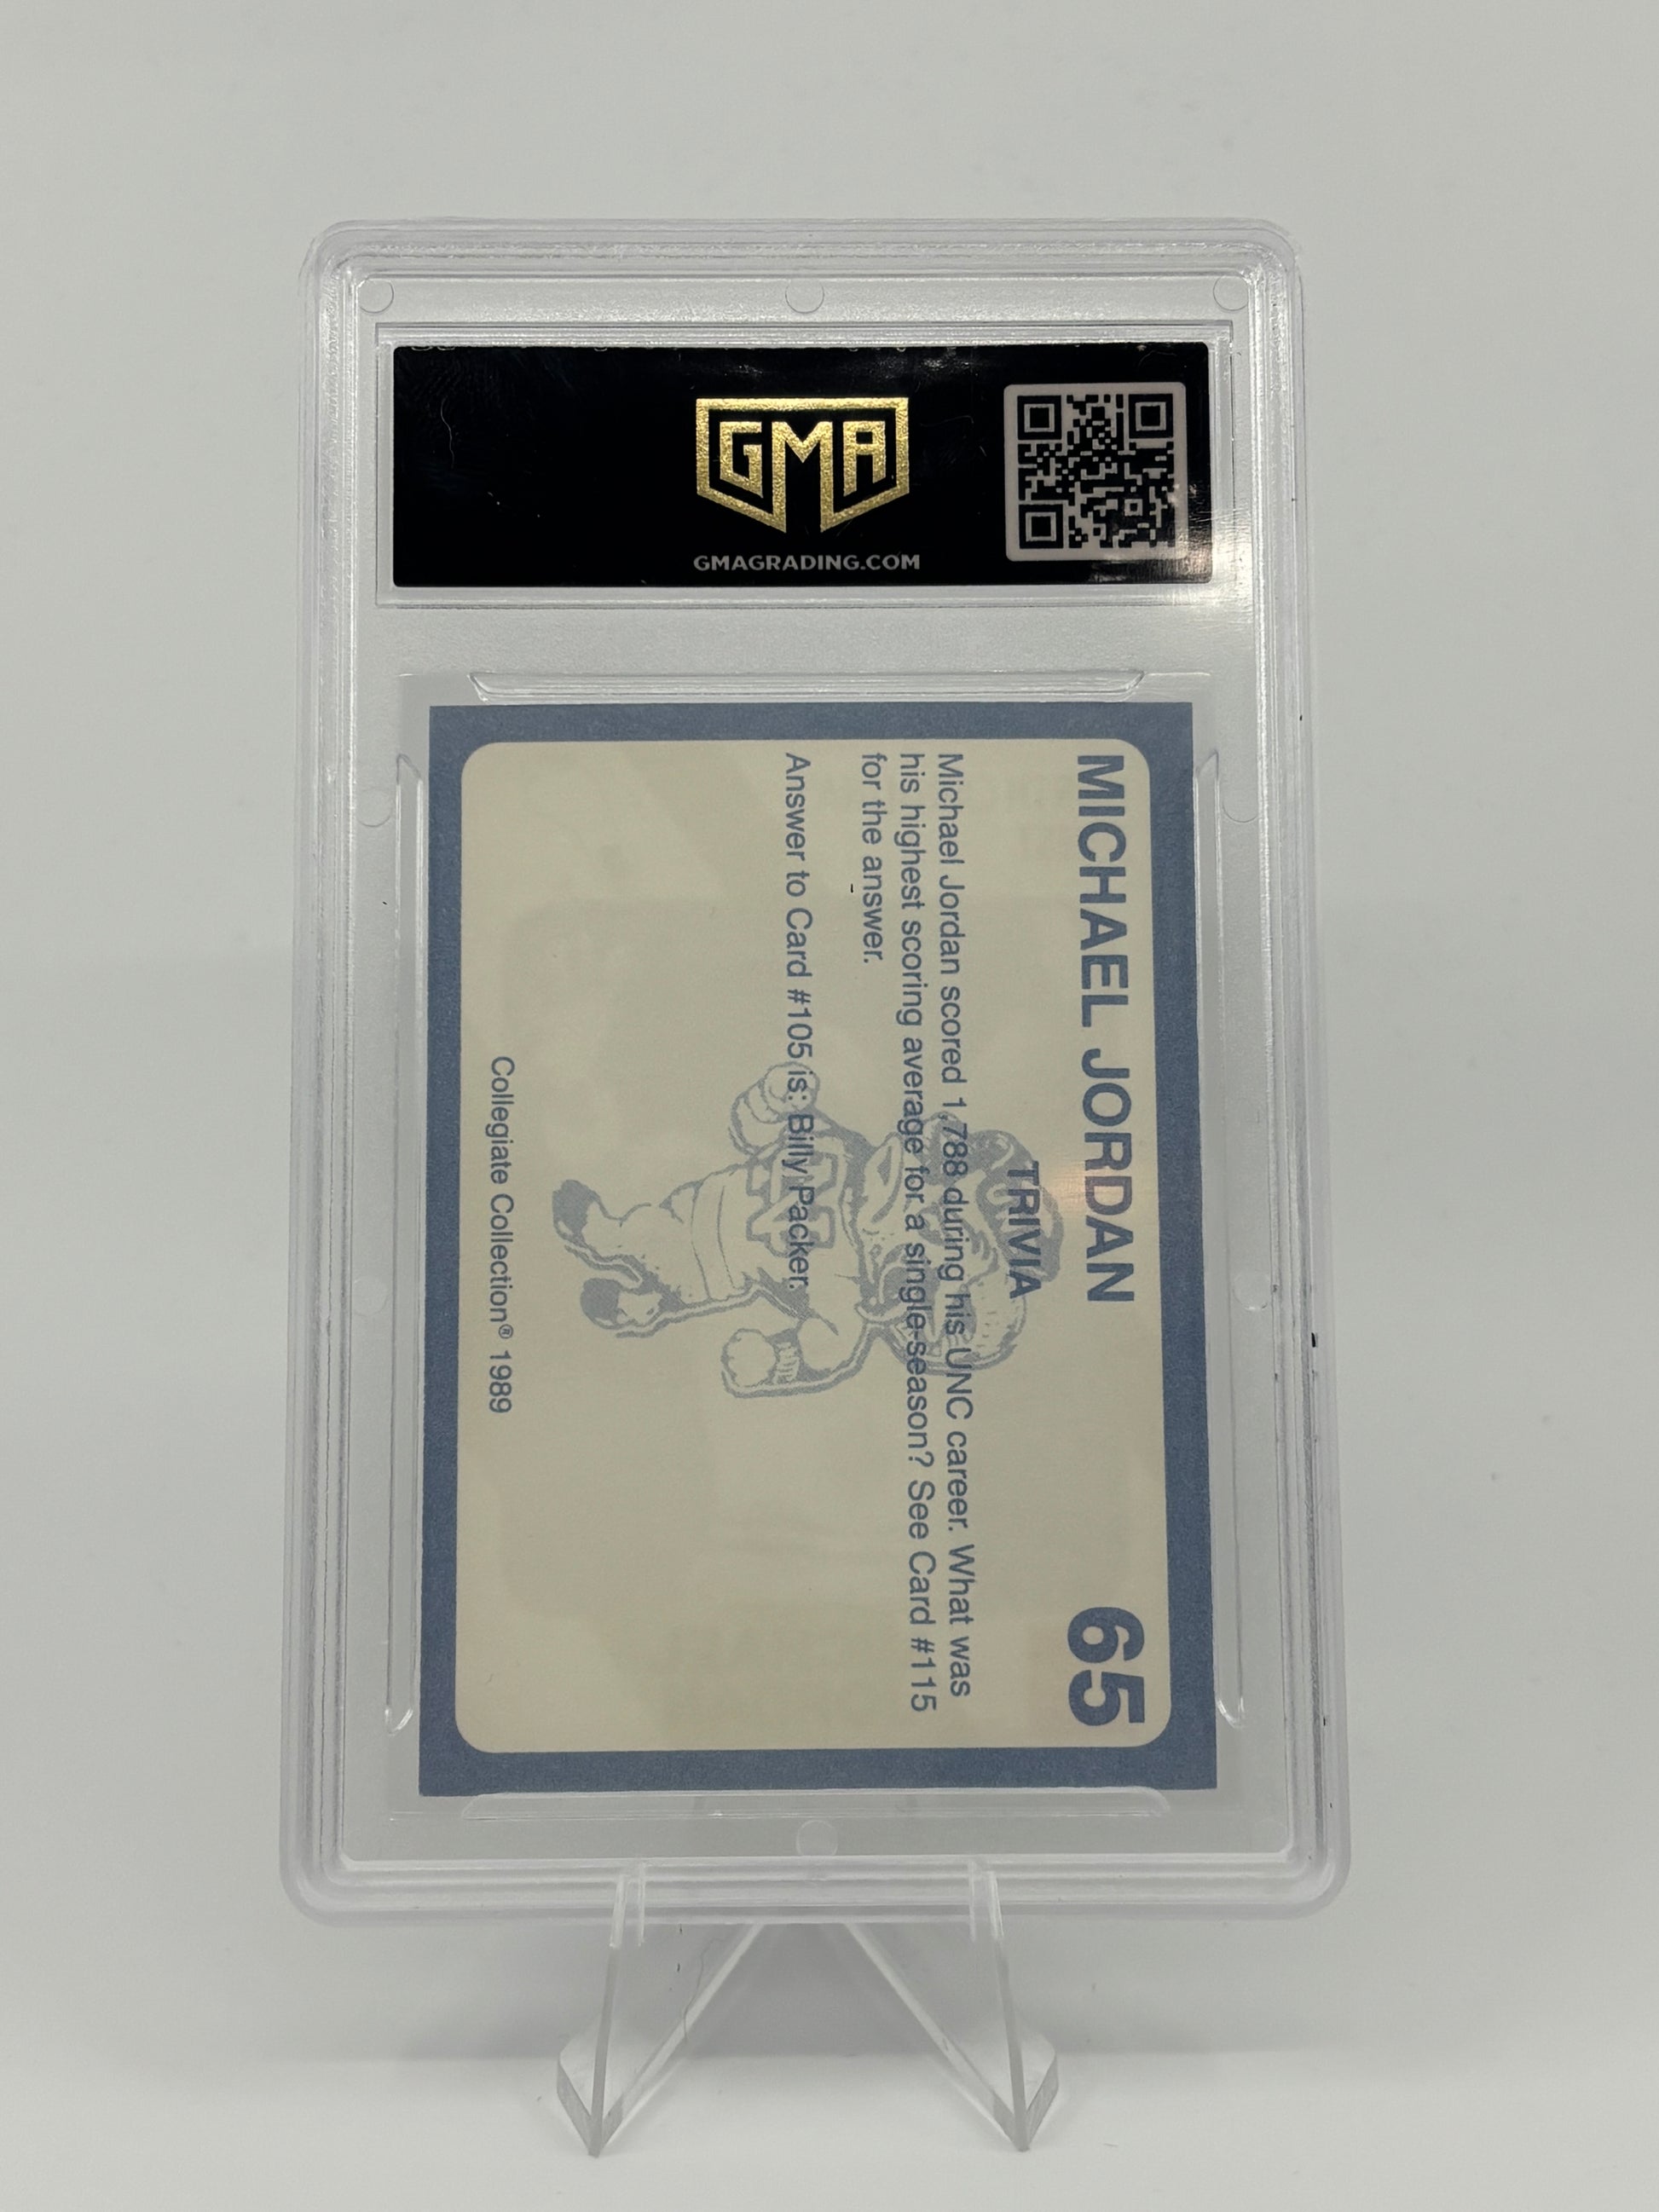 GMA
GMAGRADING.COM
MICHAEL JORDAN 65
TRIVIA
Michael Jordan scored 1,788 during his UNC career. What was
his highest scoring average for a single-season? See Card #115
for the answer.
Answer to Card #105 is: Billy Packer.
Collegiate Collection® 1989